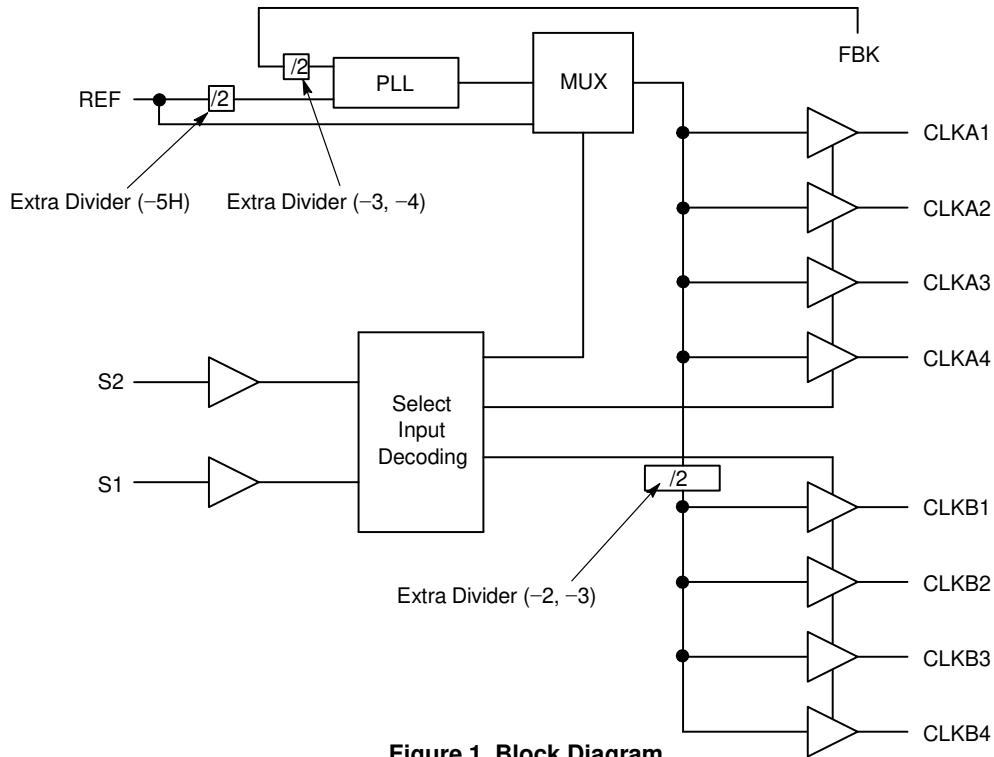 FBK
/2
PLL
MUX
REF
/2
CLKA1
Extra Divider (−5H)
Extra Divider (−3, −4)
CLKA2
CLKA3
CLKA4
S2
Select
Input
Decoding
S1
/2
CLKB1
Extra Divider (−2, −3)
CLKB2
CLKB3
CLKB4
Figure 1. Block Diagram